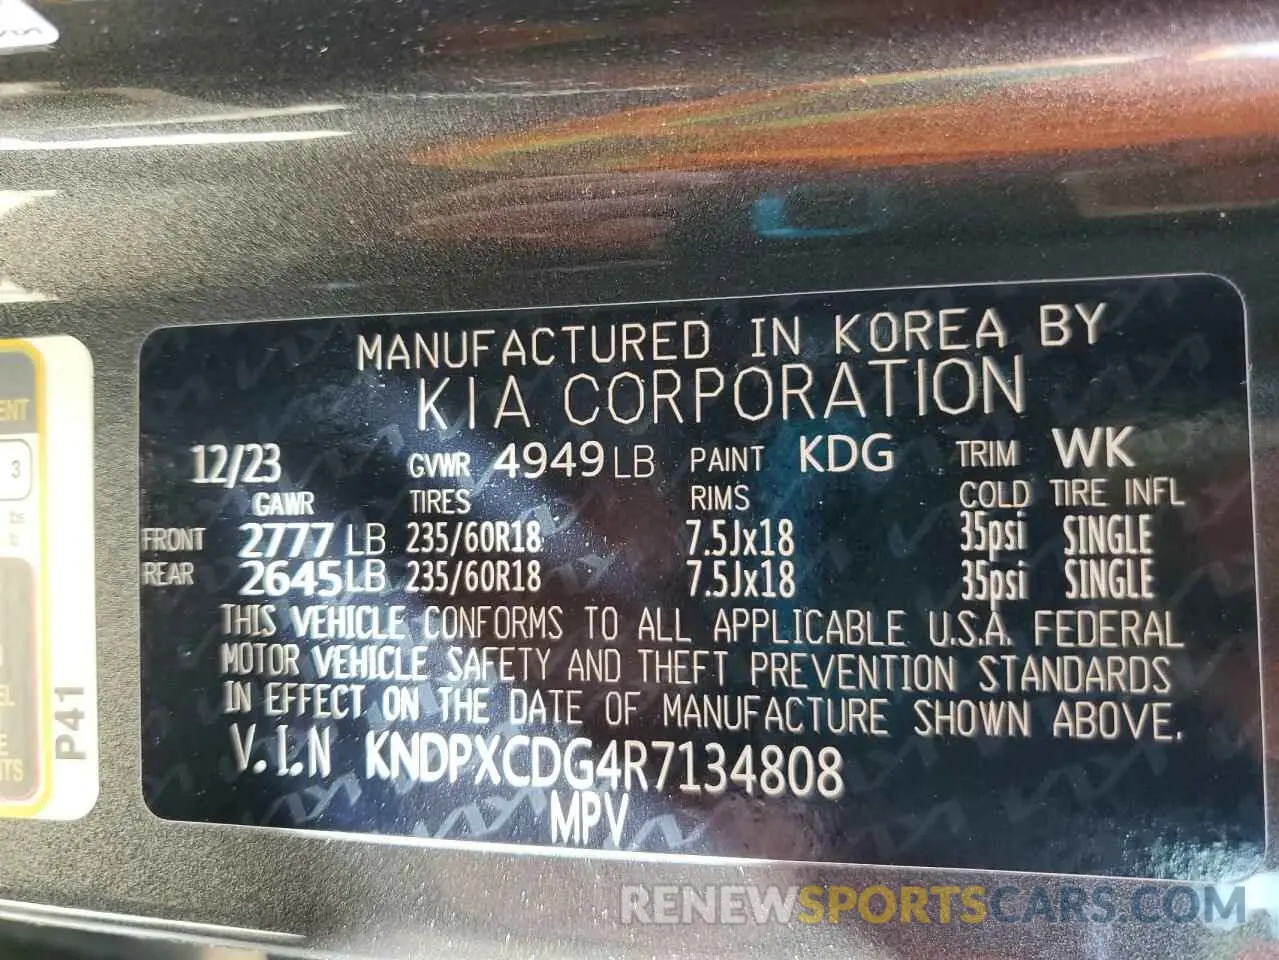 MANUFACTURED IN KOREA BY
KIA CORPORATION
12/23 GVWR 4949 LB PAINT KDG TRIM WK
GAWR TIRES RIMS COLD TIRE INFL
FRONT 2777 LB 235/60R18 7.5Jx18 35psi SINGLE
REAR 2645 LB 235/60R18 7.5Jx18 35psi SINGLE
THIS VEHICLE CONFORMS TO ALL APPLICABLE U.S.A. FEDERAL
MOTOR VEHICLE SAFETY AND THEFT PREVENTION STANDARDS
IN EFFECT ON THE DATE OF MANUFACTURE SHOWN ABOVE.
V.I.N KNDPXCDG4R7134808
MPV
P41
3
RENEWSPORTSCARS.COM